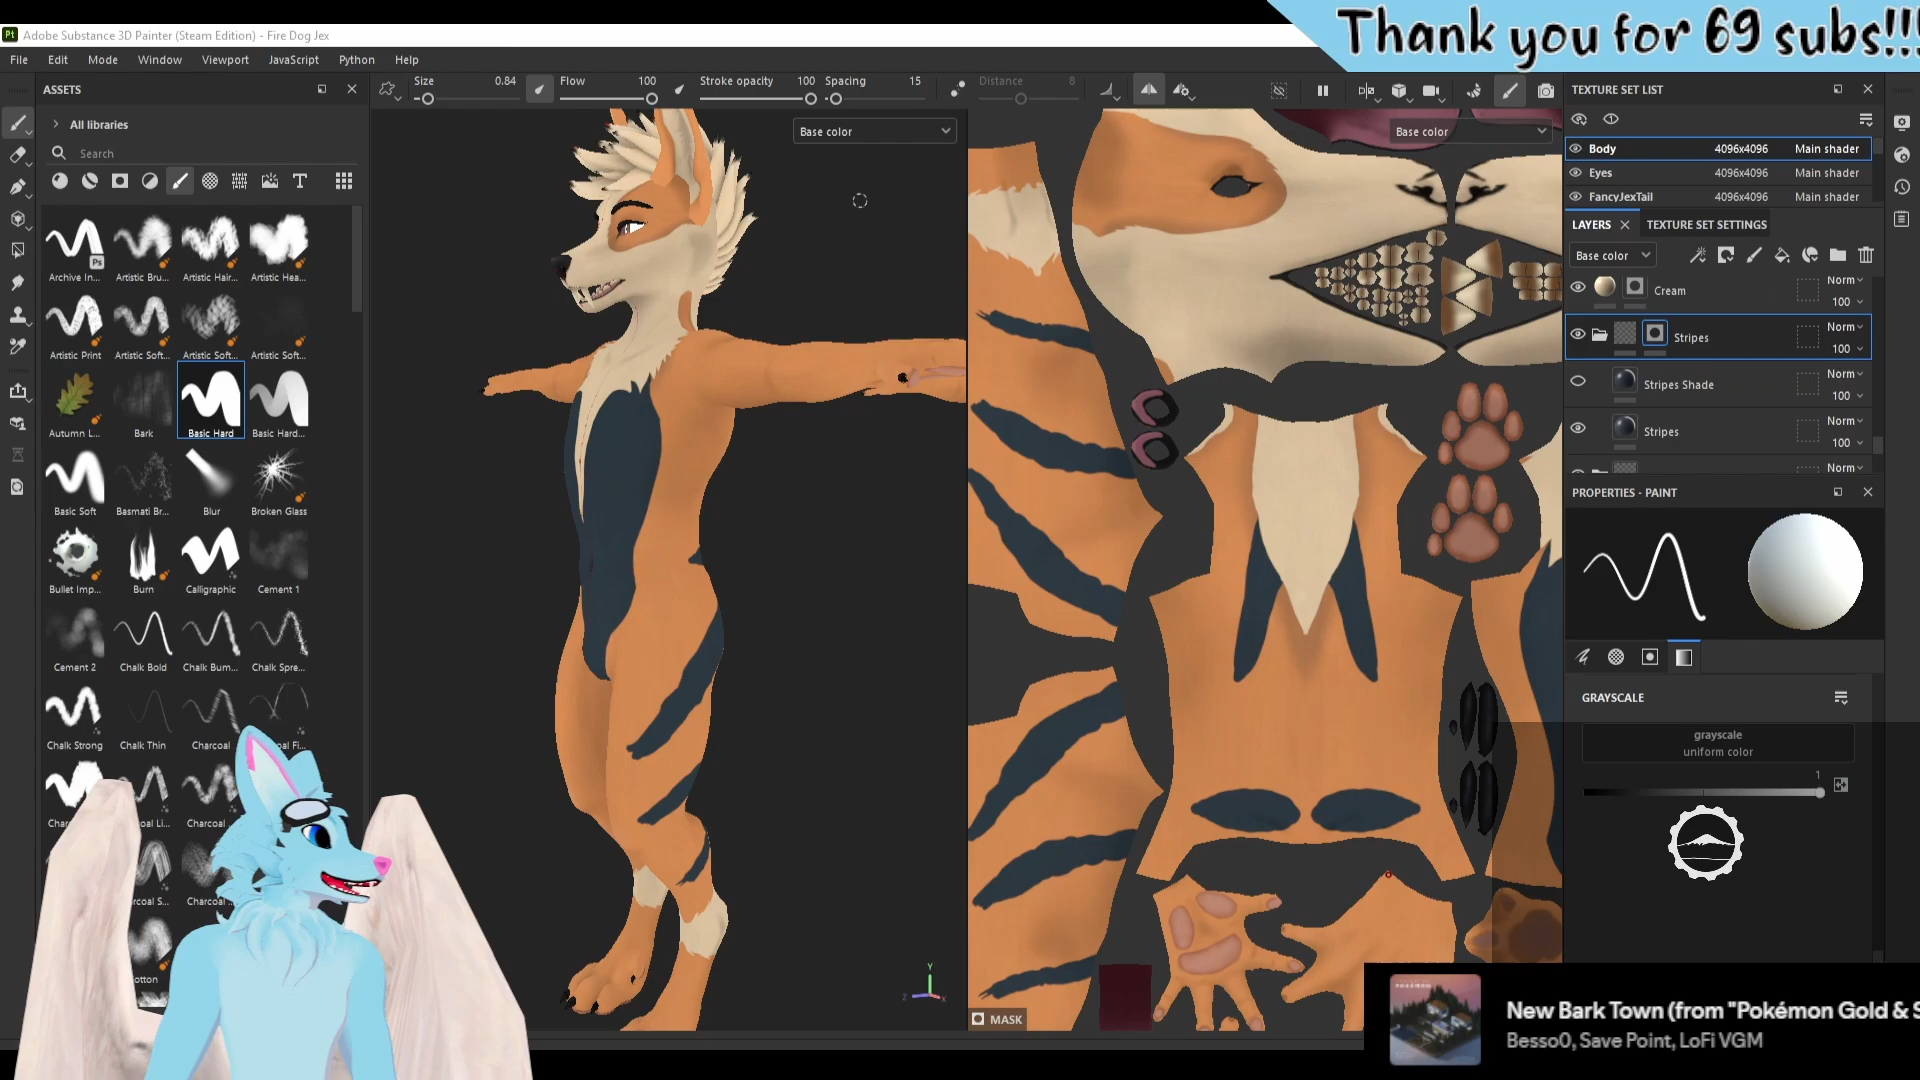 Thank you for 69 subs!!!
Adobe Substance 3D Painter (Steam Edition) - Fire Dog Jex
File Edit Mode Window Viewport JavaScript Python Help
ASSETS
Size 0.84 Flow 100 Stroke opacity 100 Spacing 15 Distance 8
All libraries
Search
Archive In... Artistic Bru... Artistic Hair... Artistic Hea...
Artistic Print Artistic Soft... Artistic Soft... Artistic Soft...
Autumn L... Bark Basic Hard Basic Hard...
Basic Soft Basmati Br... Blur Broken Glass
Bullet Imp... Burn Calligraphic Cement 1
Cement 2 Chalk Bold Chalk Bum... Chalk Spre...
Chalk Strong Chalk Thin Charcoal
Base color
Base color
MASK
Y
TEXTURE SET LIST
Body 4096x4096 Main shader
Eyes 4096x4096 Main shader
FancyJexTail 4096x4096 Main shader
LAYERS TEXTURE SET SETTINGS
Base color
Cream Norm 100
Stripes Norm 100
Stripes Shade Norm 100
Stripes Norm 100
Norm
PROPERTIES - PAINT
GRAYSCALE
grayscale
uniform color
1
New Bark Town (from "Pokémon Gold & S
Besso0, Save Point, LoFi VGM